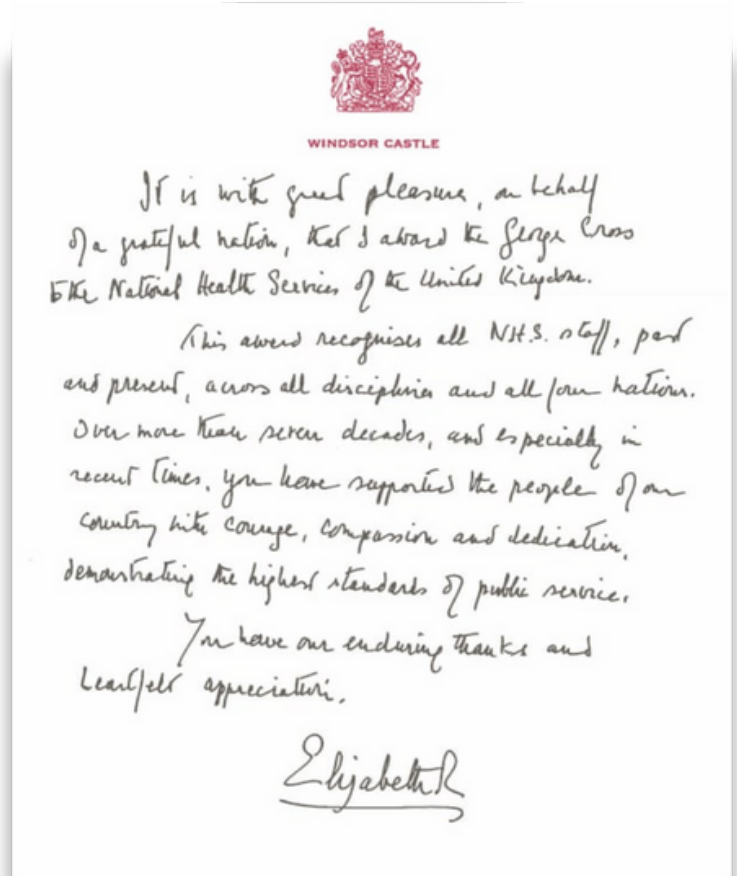 WINDSOR CASTLE
It is with great pleasure, on behalf
of a grateful nation, that I award the George Cross
to the National Health Services of the United Kingdom.
This award recognises all N.H.S. staff, past
and present, across all disciplines and all four nations.
Over more than seven decades, and especially in
recent times, you have supported the people of our
country with courage, compassion and dedication,
demonstrating the highest standards of public service.
You have our enduring thanks and
heartfelt appreciation.
Elizabeth R